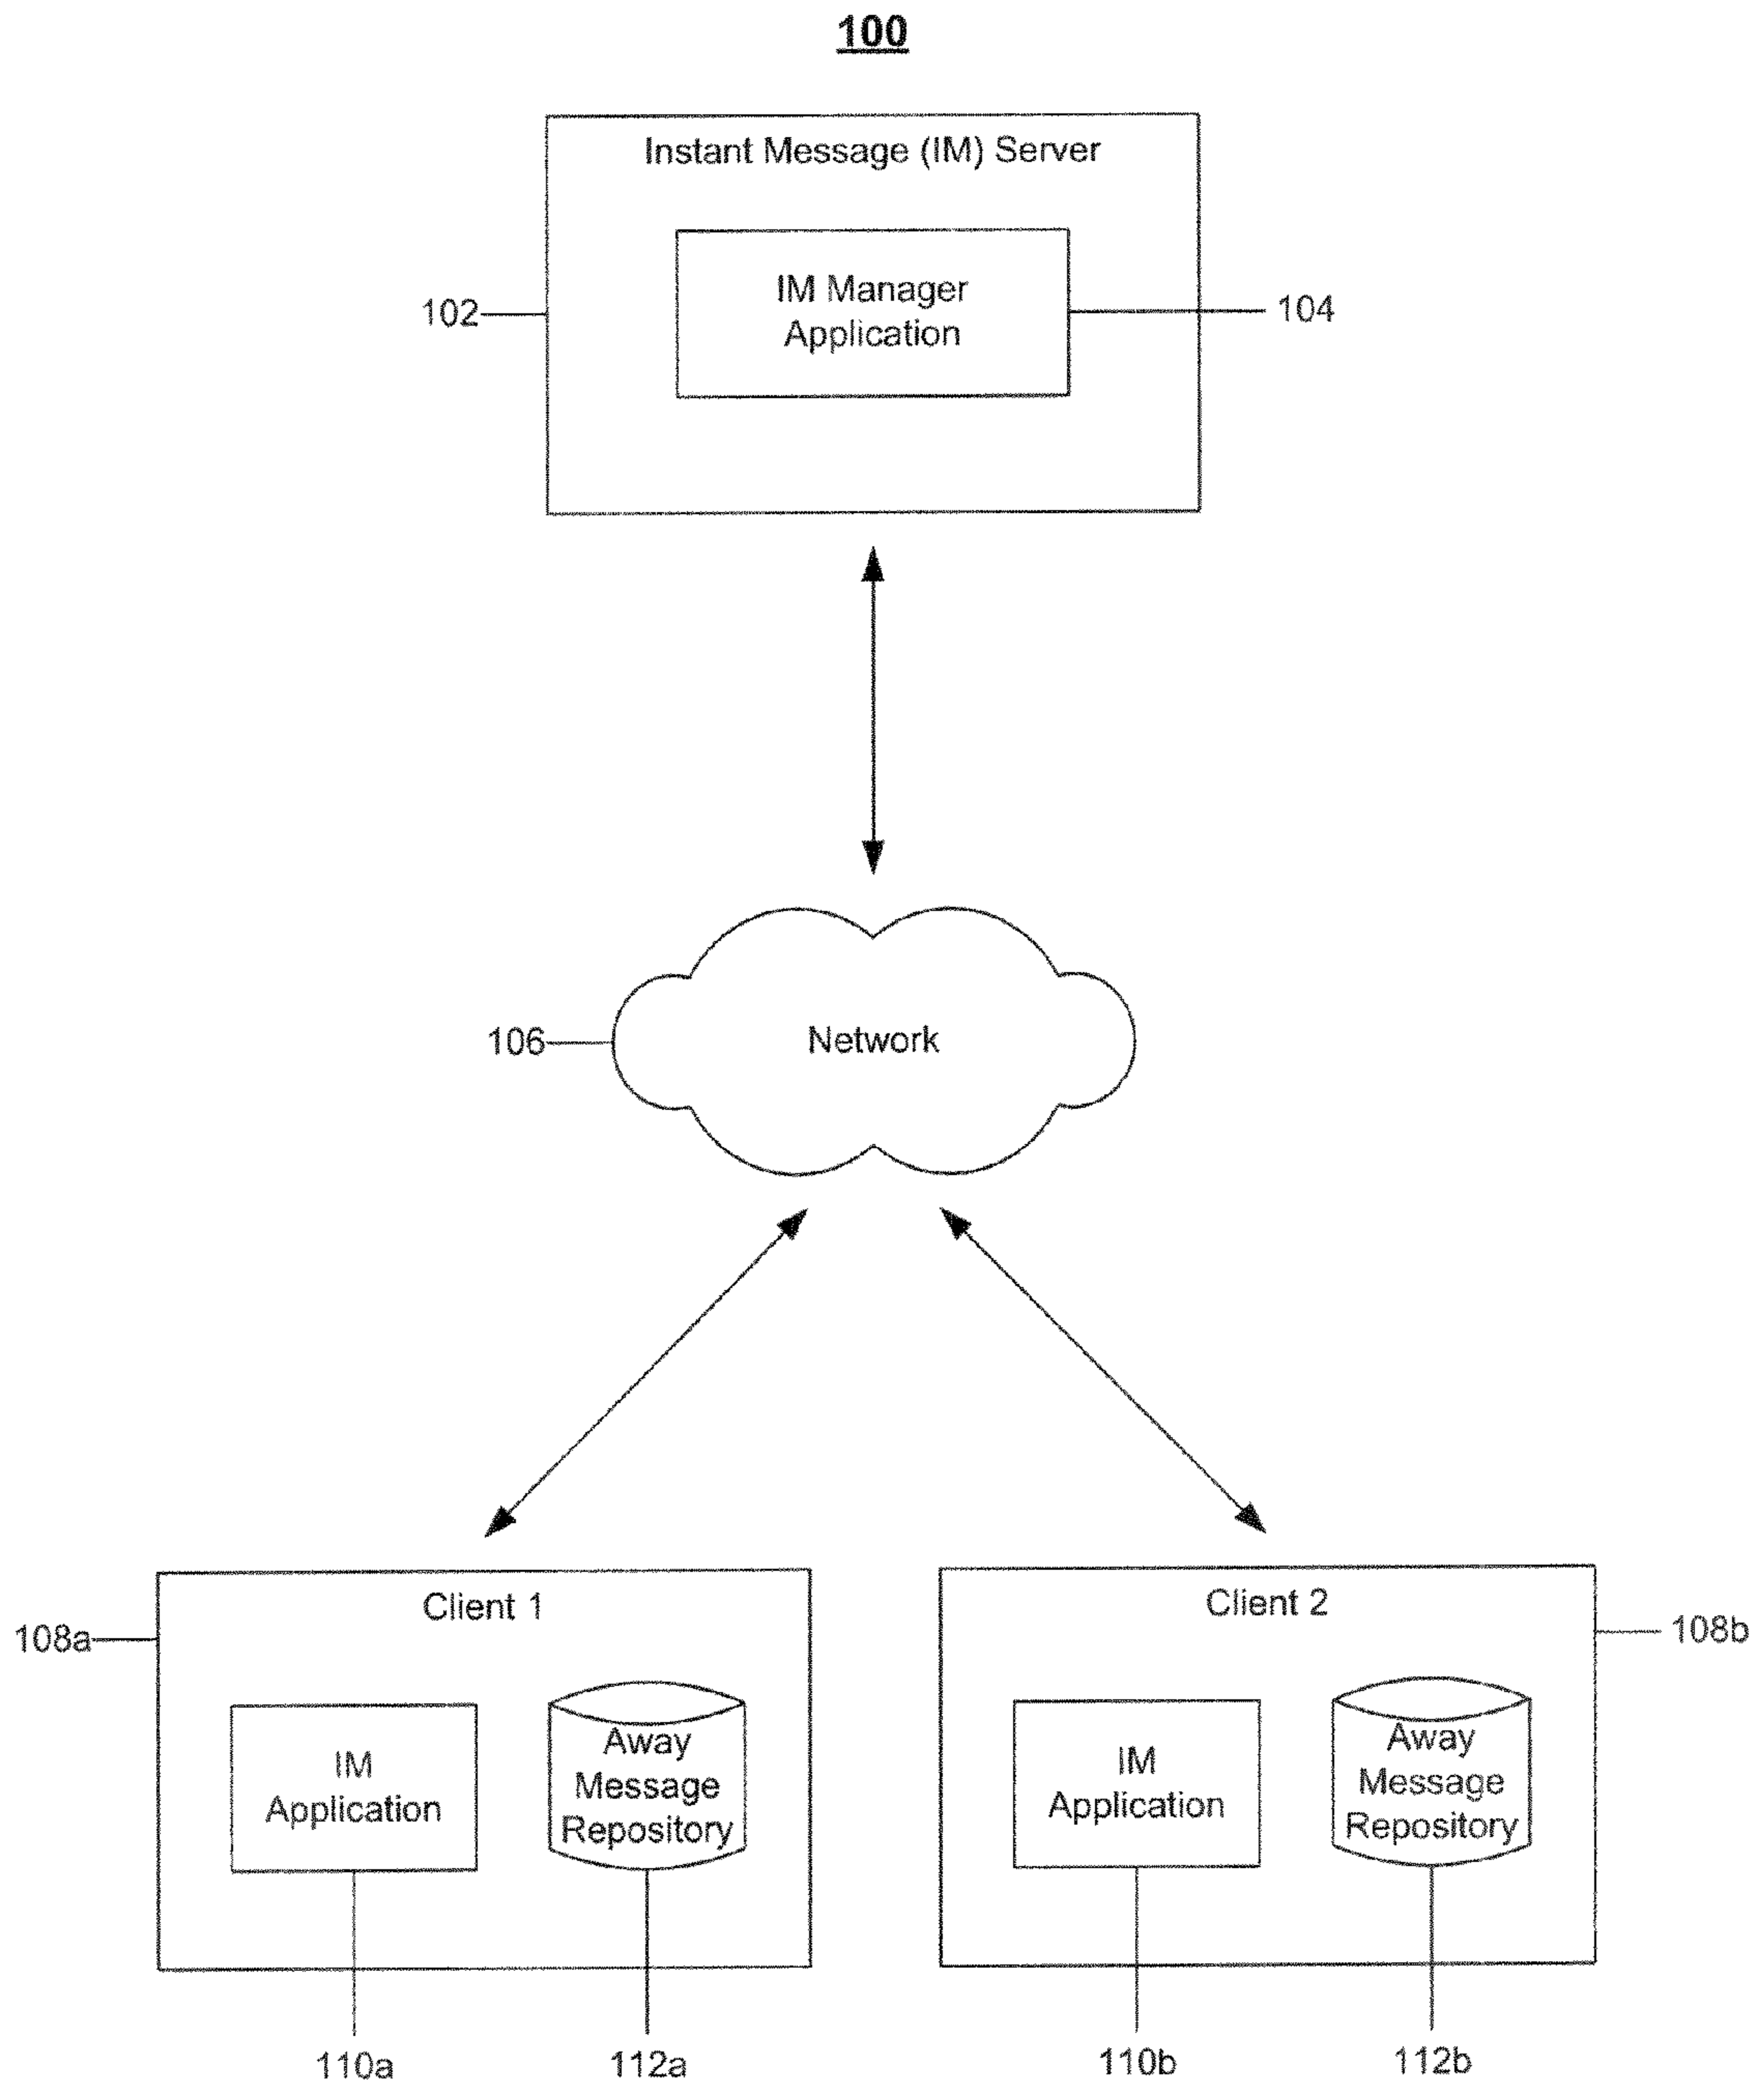 100
Instant Message (IM) Server
IM Manager
Application
102
104
106
Network
Client 1
108a
IM
Application
Away
Message
Repository
110a
112a
Client 2
108b
IM
Application
Away
Message
Repository
110b
112b